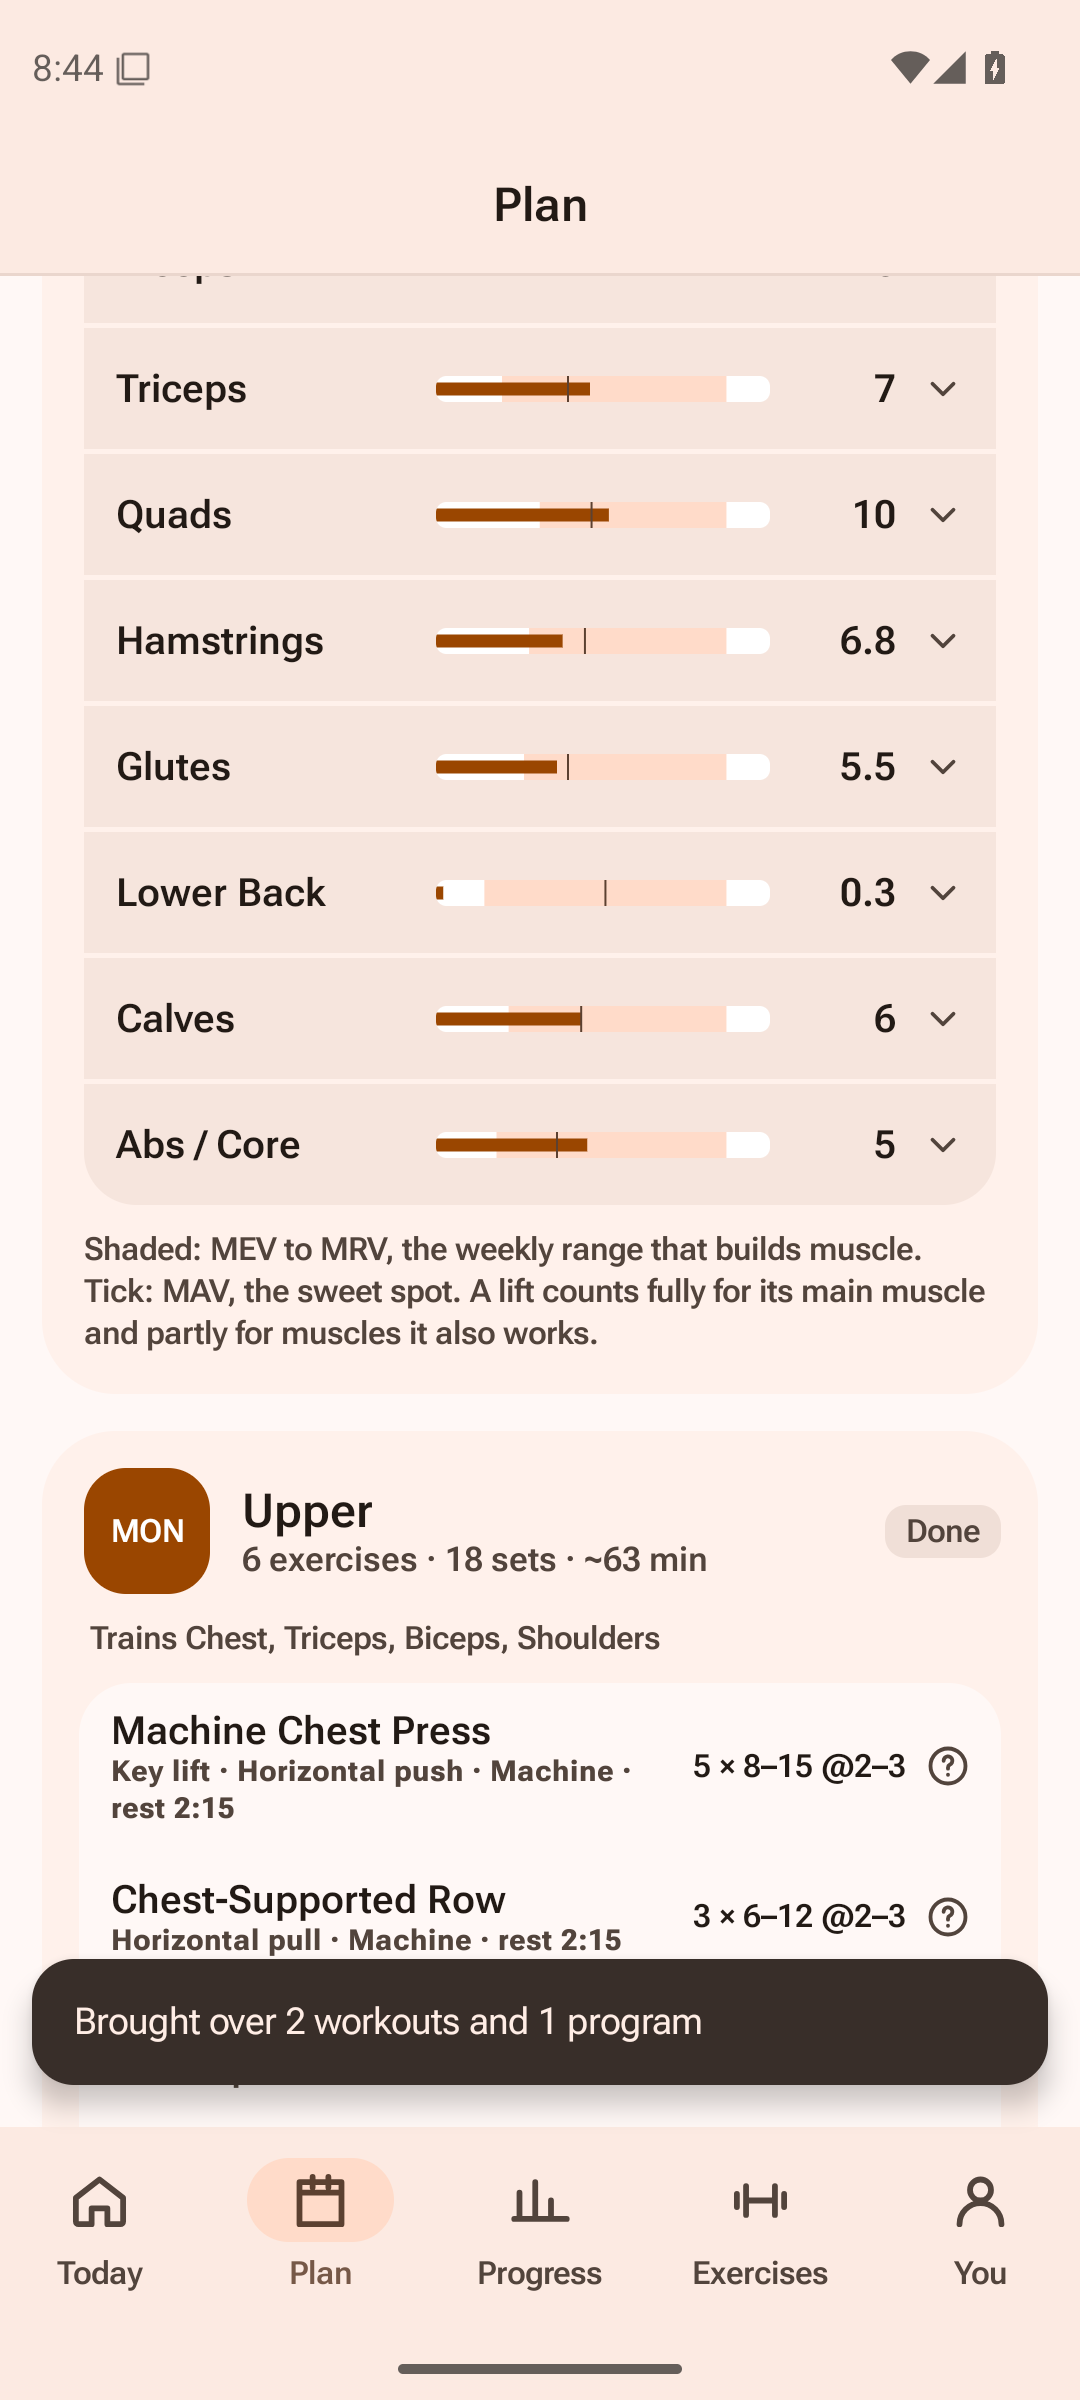 8:44
Plan
Triceps 7
Quads 10
Hamstrings 6.8
Glutes 5.5
Lower Back 0.3
Calves 6
Abs / Core 5
Shaded: MEV to MRV, the weekly range that builds muscle.
Tick: MAV, the sweet spot. A lift counts fully for its main muscle
and partly for muscles it also works.
MON
Upper
6 exercises · 18 sets · ~63 min
Done
Trains Chest, Triceps, Biceps, Shoulders
Machine Chest Press
Key lift · Horizontal push · Machine ·
rest 2:15
5 × 8–15 @2–3
Chest-Supported Row
Horizontal pull · Machine · rest 2:15
3 × 6–12 @2–3
Brought over 2 workouts and 1 program
Today
Plan
Progress
Exercises
You